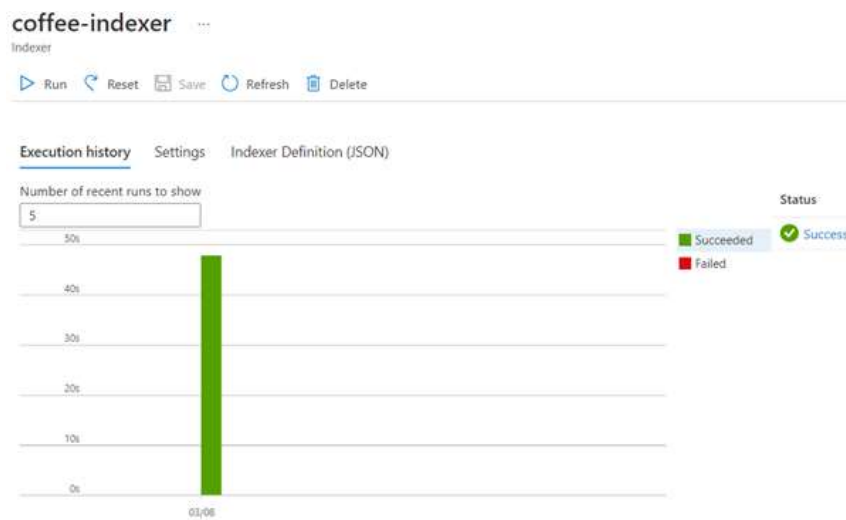 coffee-indexer ...
Indexer
Run Reset Save Refresh Delete
Execution history Settings Indexer Definition (JSON)
Number of recent runs to show
5
50s
40s
30s
20s
10s
0s
03/08
Succeeded
Failed
Status
Success